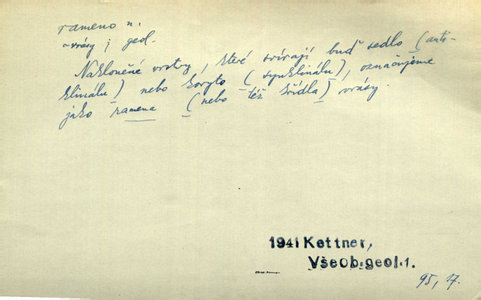 rameno n.
~ vrásy j geol.
Nakloněné vrstvy, které svírají buď sedlo (anti-
klinálu) nebo koryto (synklinálu), označujeme
jako ramena (nebo též křídla) vrásy.
1941 Kettner,
VšeOb.geol.1.
95, 17.